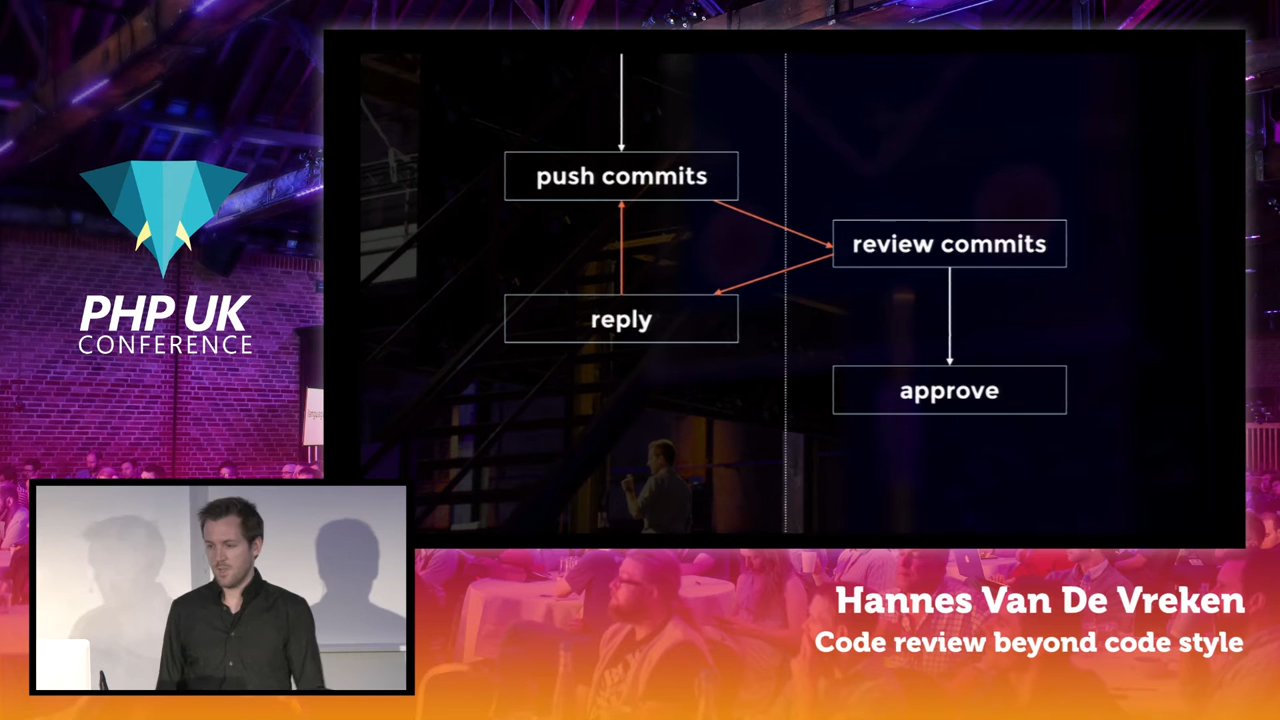 PHP UK
CONFERENCE
push commits
review commits
reply
approve
Hannes Van De Vreken
Code review beyond code style